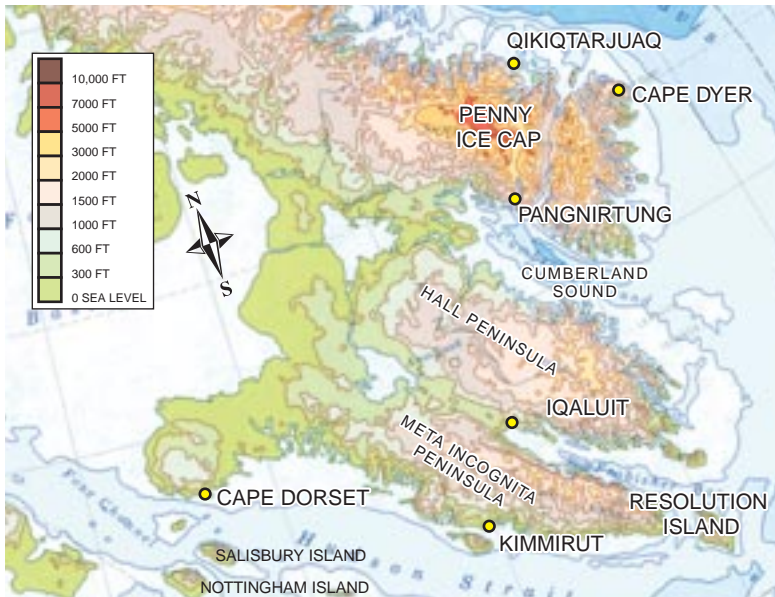 QIKIQTARJUAQ
CAPE DYER
PENNY
ICE CAP
10,000 FT
7000 FT
5000 FT
3000 FT
2000 FT
1500 FT
1000 FT
600 FT
300 FT
0 SEA LEVEL
N
S
PANGNIRTUNG
CUMBERLAND
SOUND
HALL PENINSULA
IQALUIT
META INCOGNITA
PENINSULA
CAPE DORSET
RESOLUTION
ISLAND
KIMMIRUT
SALISBURY ISLAND
NOTTINGHAM ISLAND
Hudson Strait